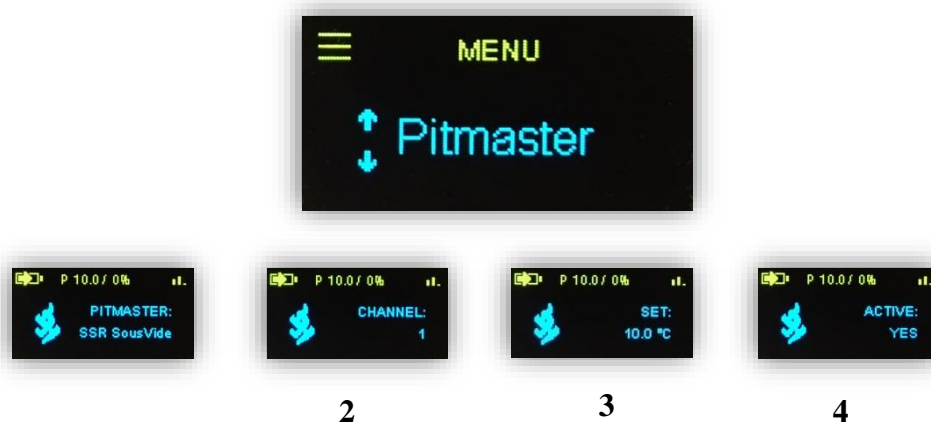 MENU
Pitmaster
P 10.0 / 0%
PITMASTER:
SSR SousVide
P 10.0 / 0%
CHANNEL:
1
P 10.0 / 0%
SET:
10.0 °C
P 10.0 / 0%
ACTIVE:
YES
2
3
4